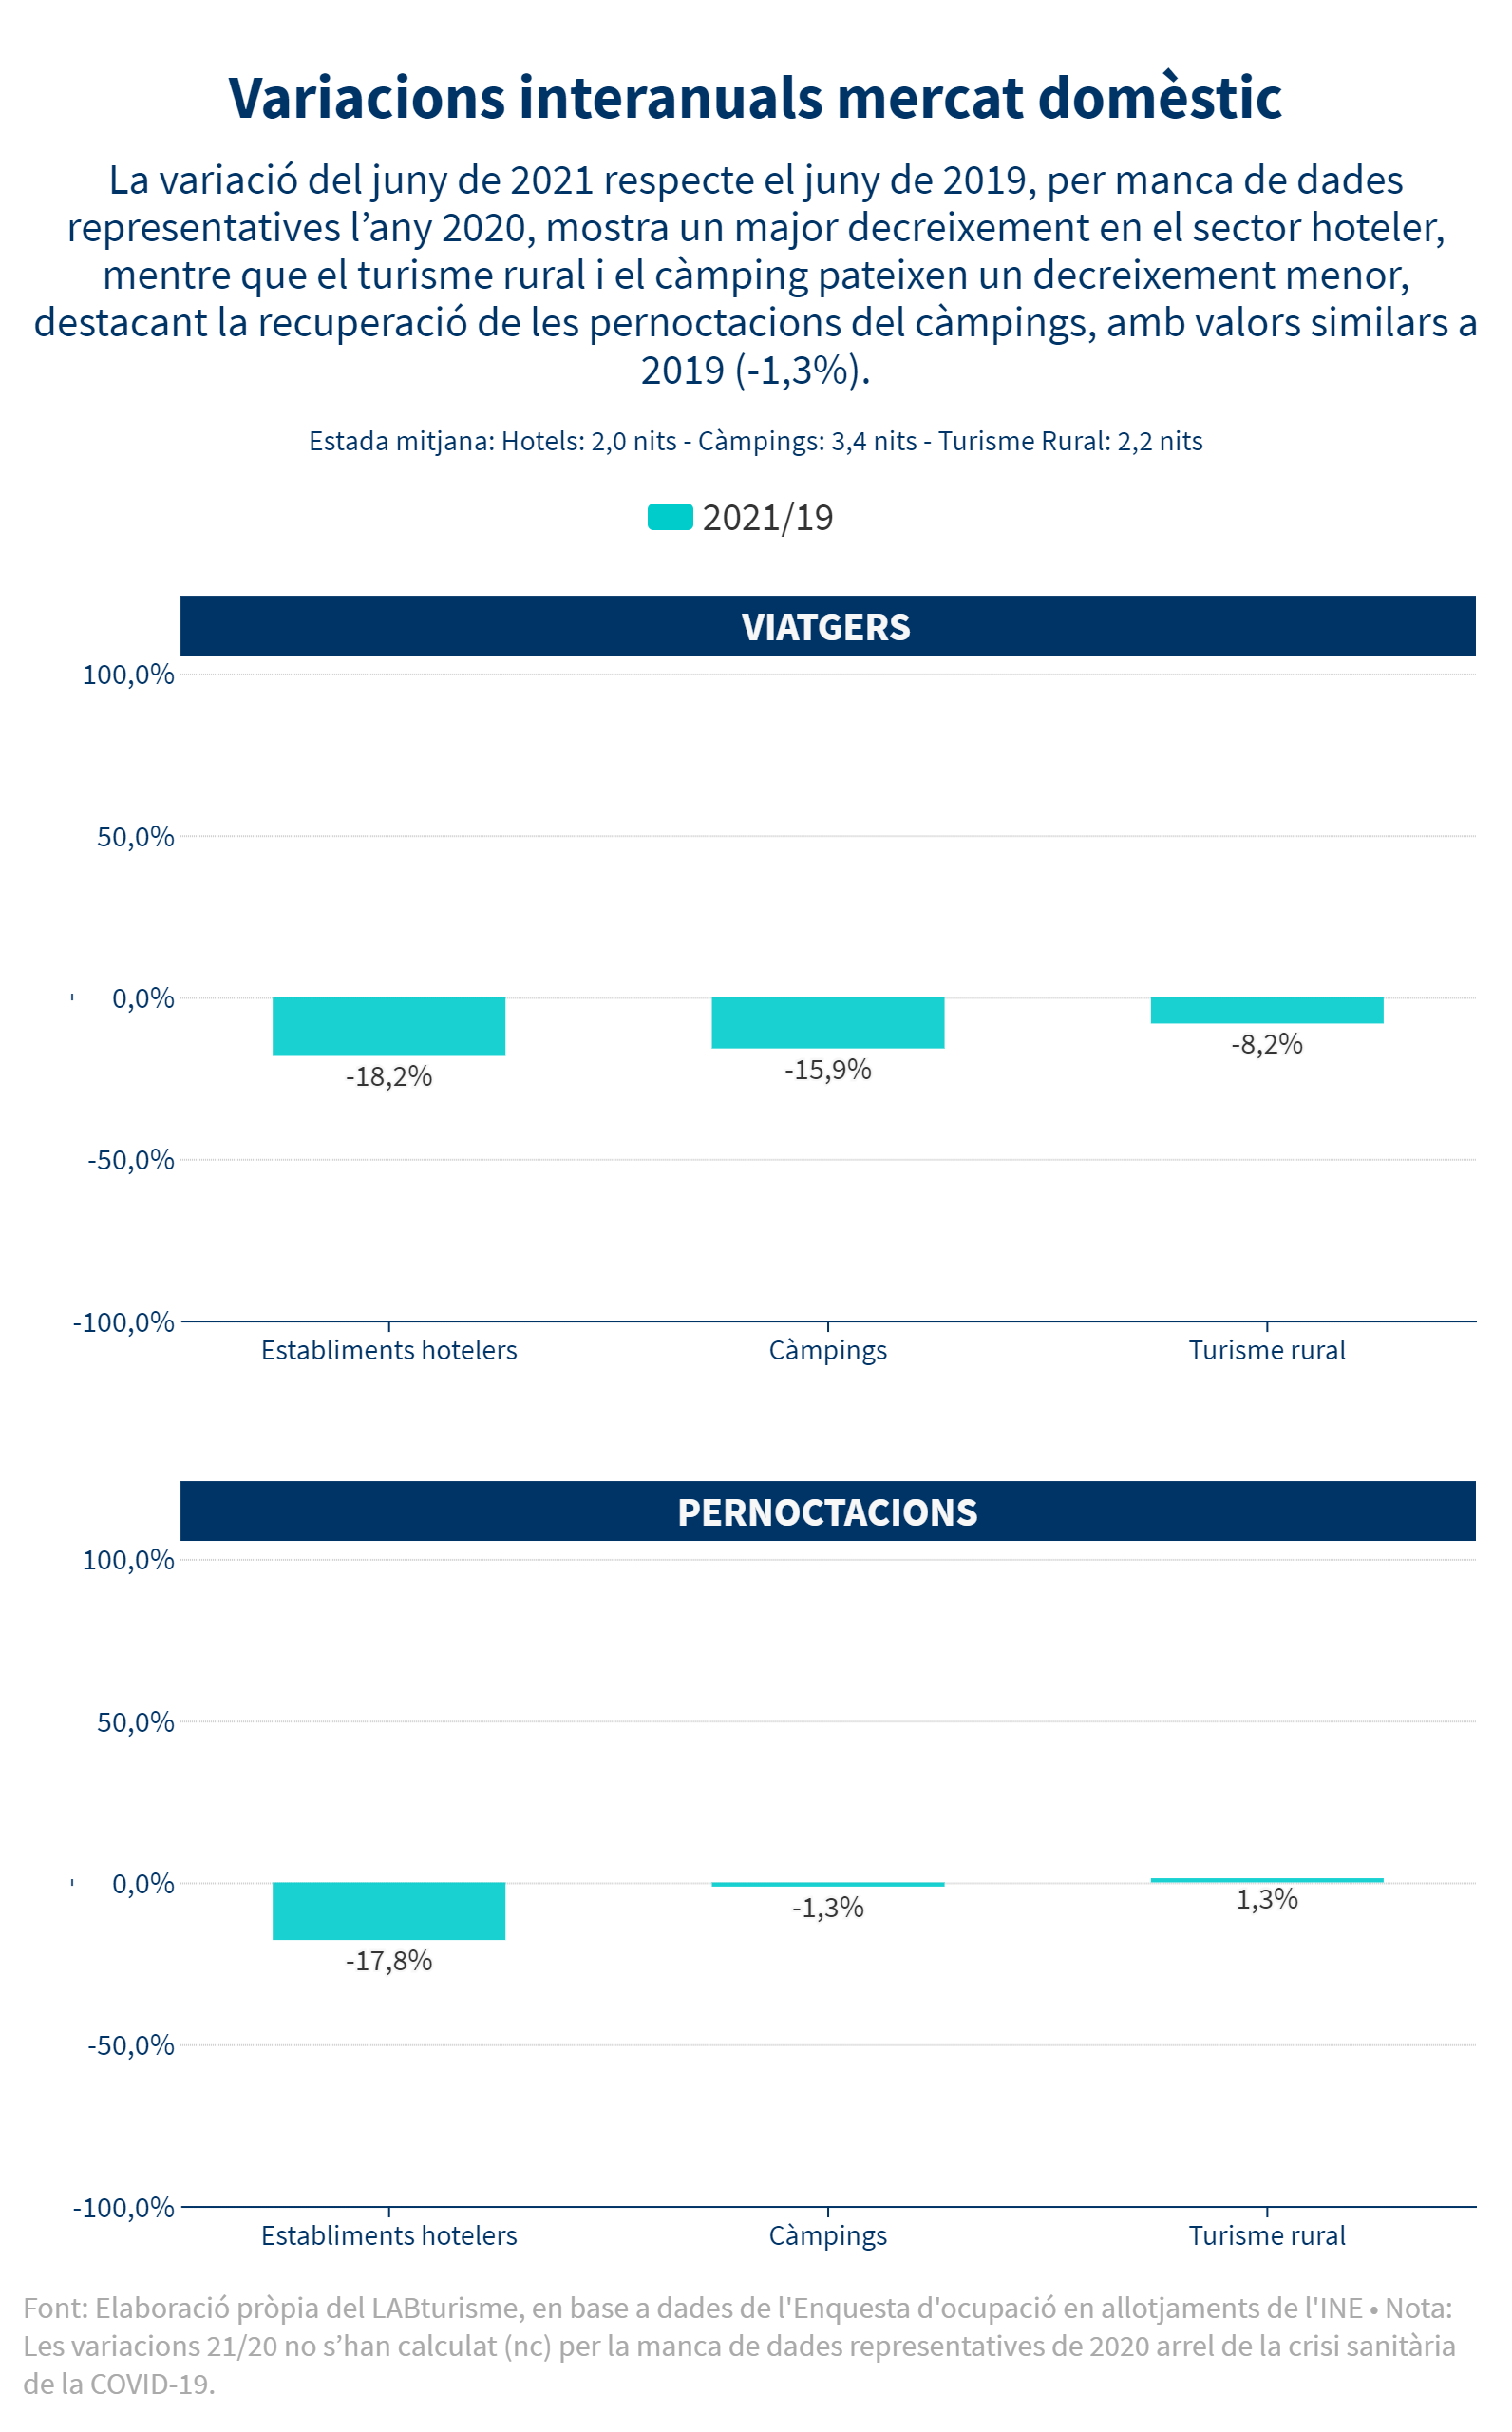 Variacions interanuals mercat domèstic
La variació del juny de 2021 respecte el juny de 2019, per manca de dades
representatives l’any 2020, mostra un major decreixement en el sector hoteler,
mentre que el turisme rural i el càmping pateixen un decreixement menor,
destacant la recuperació de les pernoctacions del càmpings, amb valors similars a
2019 (-1,3%).
Estada mitjana: Hotels: 2,0 nits - Càmpings: 3,4 nits - Turisme Rural: 2,2 nits
2021/19
VIATGERS
100,0%
50,0%
0,0%
-50,0%
-100,0%
-18,2%
-15,9%
-8,2%
Establiments hotelers
Càmpings
Turisme rural
PERNOCTACIONS
100,0%
50,0%
0,0%
-50,0%
-100,0%
-17,8%
-1,3%
1,3%
Establiments hotelers
Càmpings
Turisme rural
Font: Elaboració pròpia del LABturisme, en base a dades de l'Enquesta d'ocupació en allotjaments de l'INE • Nota:
Les variacions 21/20 no s’han calculat (nc) per la manca de dades representatives de 2020 arrel de la crisi sanitària
de la COVID-19.